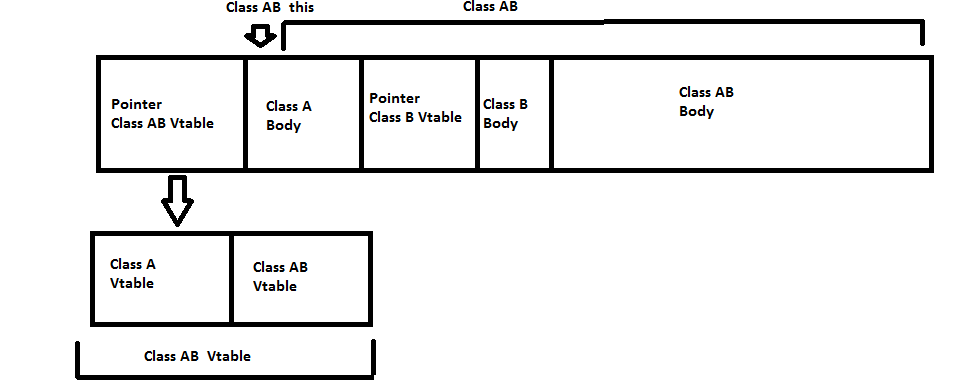 Class AB this
Class AB
Pointer
Class AB Vtable
Class A
Body
Pointer
Class B Vtable
Class B
Body
Class AB
Body
Class A
Vtable
Class AB
Vtable
Class AB Vtable